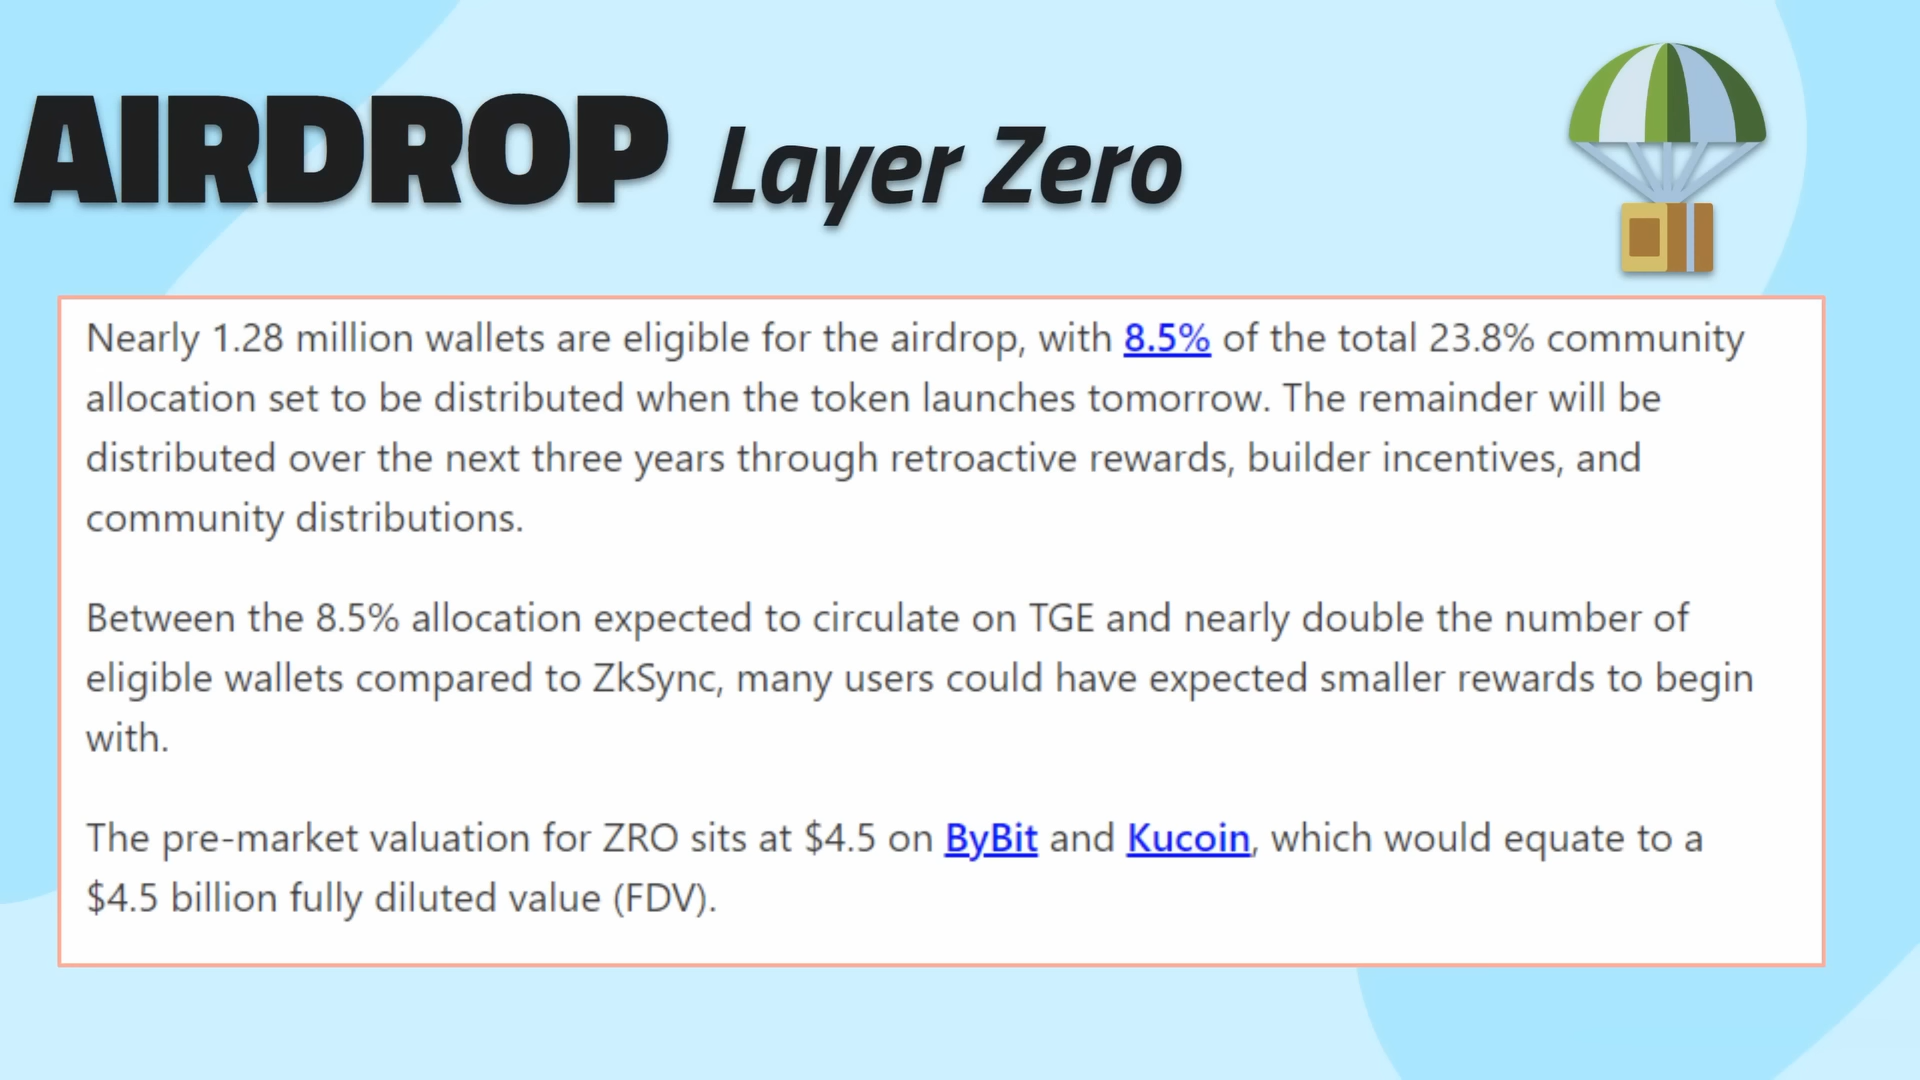 AIRDROP Layer Zero
Nearly 1.28 million wallets are eligible for the airdrop, with 8.5% of the total 23.8% community
allocation set to be distributed when the token launches tomorrow. The remainder will be
distributed over the next three years through retroactive rewards, builder incentives, and
community distributions.
Between the 8.5% allocation expected to circulate on TGE and nearly double the number of
eligible wallets compared to ZkSync, many users could have expected smaller rewards to begin
with.
The pre-market valuation for ZRO sits at $4.5 on ByBit and Kucoin, which would equate to a
$4.5 billion fully diluted value (FDV).